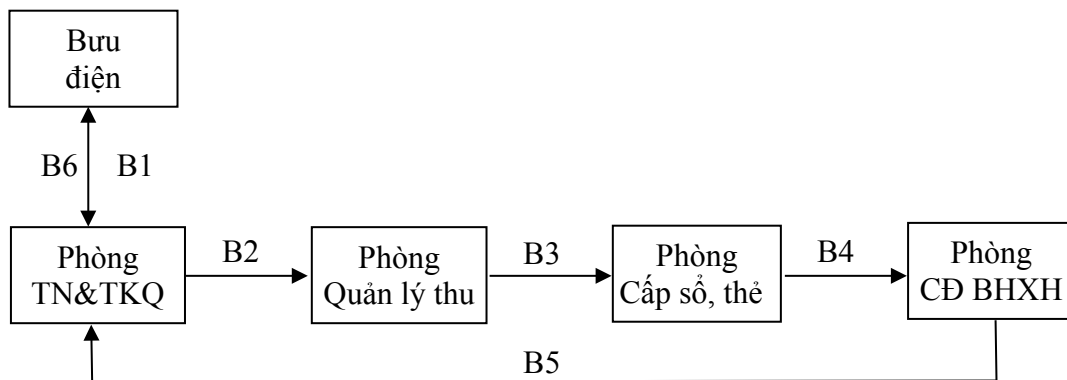 Bưu
điện
B6
B1
Phòng
TN&TKQ
B2
Phòng
Quản lý thu
B3
Phòng
Cấp sổ, thẻ
B4
Phòng
CĐ BHXH
B5